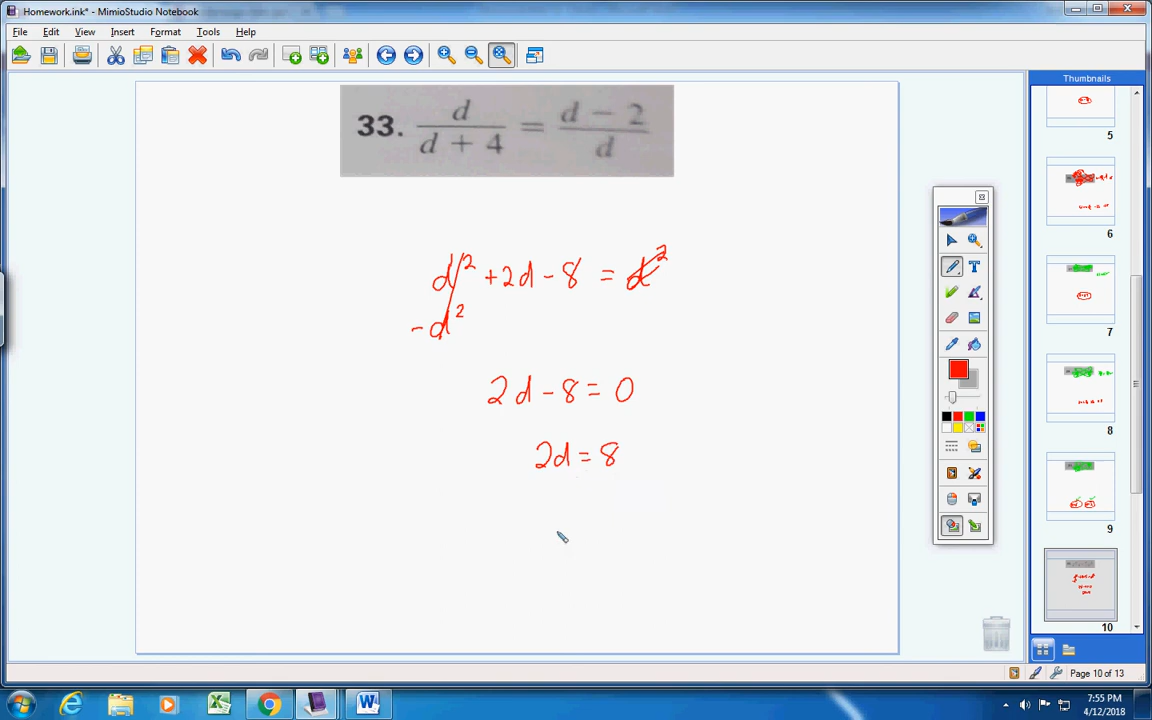 Homework.ink* - MimioStudio Notebook
File Edit View Insert Format Tools Help
Thumbnails
33. d/(d + 4) = (d - 2)/d
d² + 2d - 8 = d²
- d²
2d - 8 = 0
2d = 8
T
5
6
7
8
9
10
Page 10 of 13
7:55 PM
4/12/2018